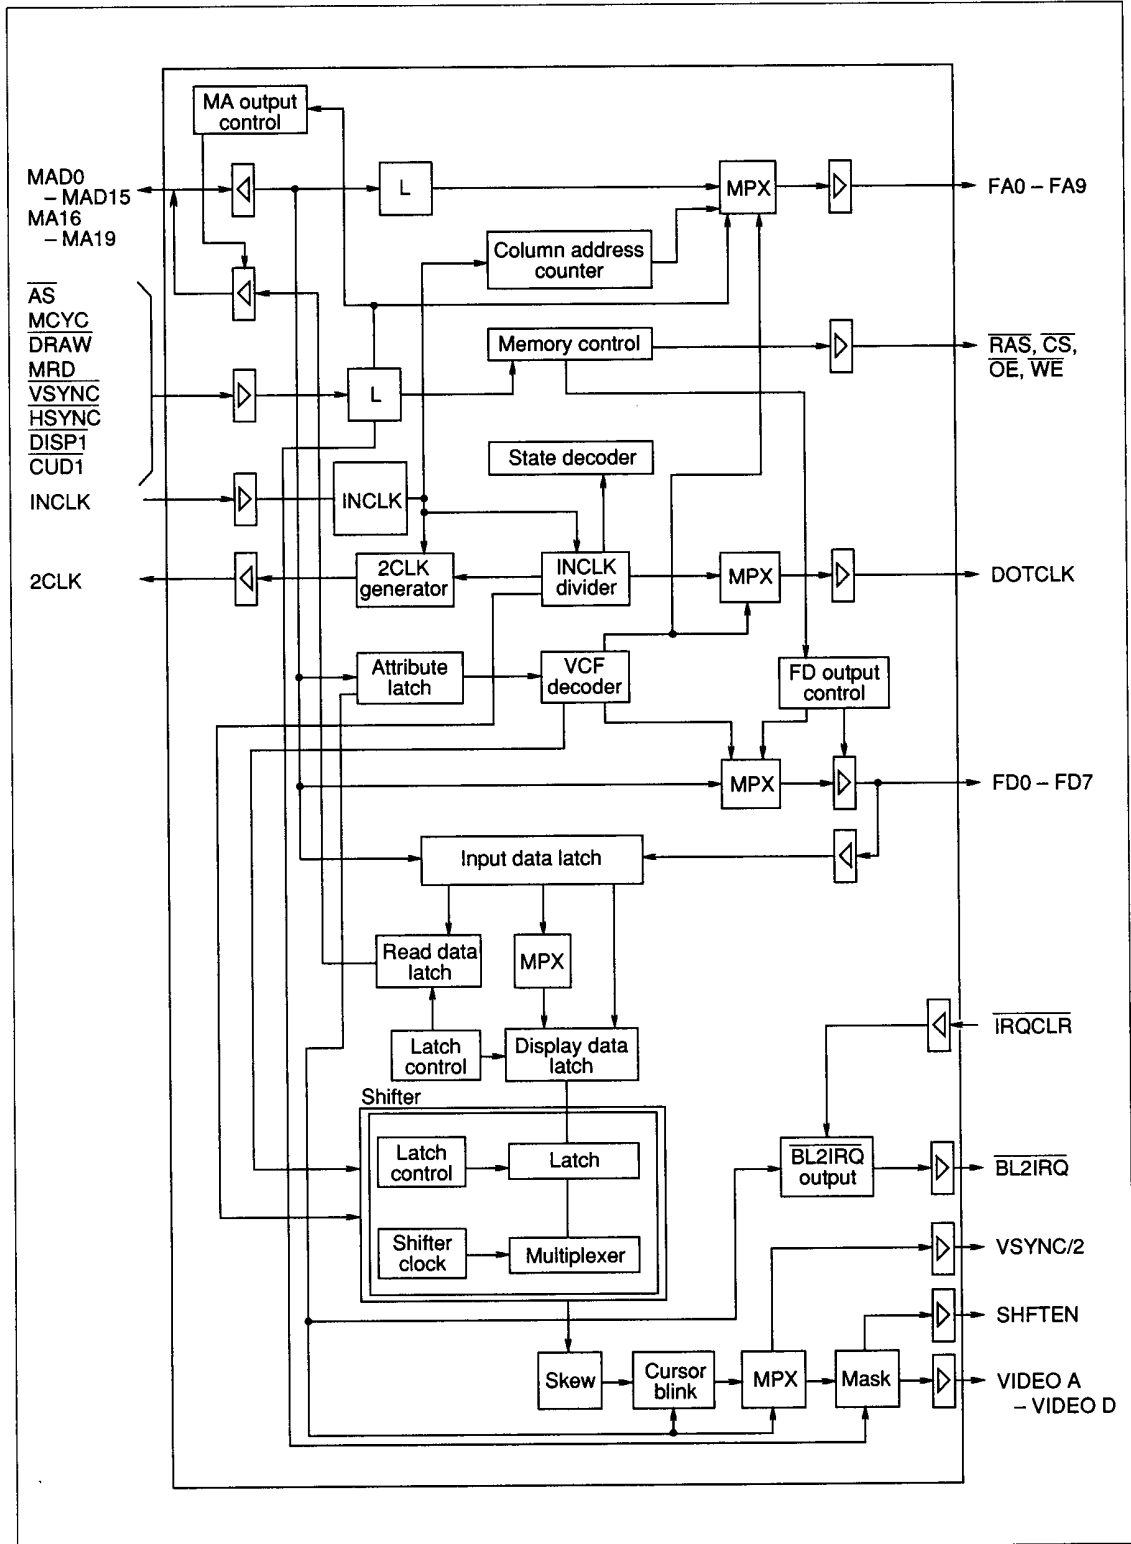 MA output
control
MAD0
– MAD15
MA16
– MA19
L
MPX
FA0 – FA9
Column address
counter
AS
MCYC
DRAW
MRD
VSYNC
HSYNC
DISP1
CUD1
Memory control
RAS, CS,
OE, WE
L
State decoder
INCLK
INCLK
2CLK
2CLK
generator
INCLK
divider
MPX
DOTCLK
Attribute
latch
VCF
decoder
FD output
control
MPX
FD0 – FD7
Input data latch
Read data
latch
MPX
IRQCLR
Latch
control
Display data
latch
Shifter
Latch
control
Latch
BL2IRQ
output
BL2IRQ
Shifter
clock
Multiplexer
VSYNC/2
SHFTEN
Skew
Cursor
blink
MPX
Mask
VIDEO A
– VIDEO D